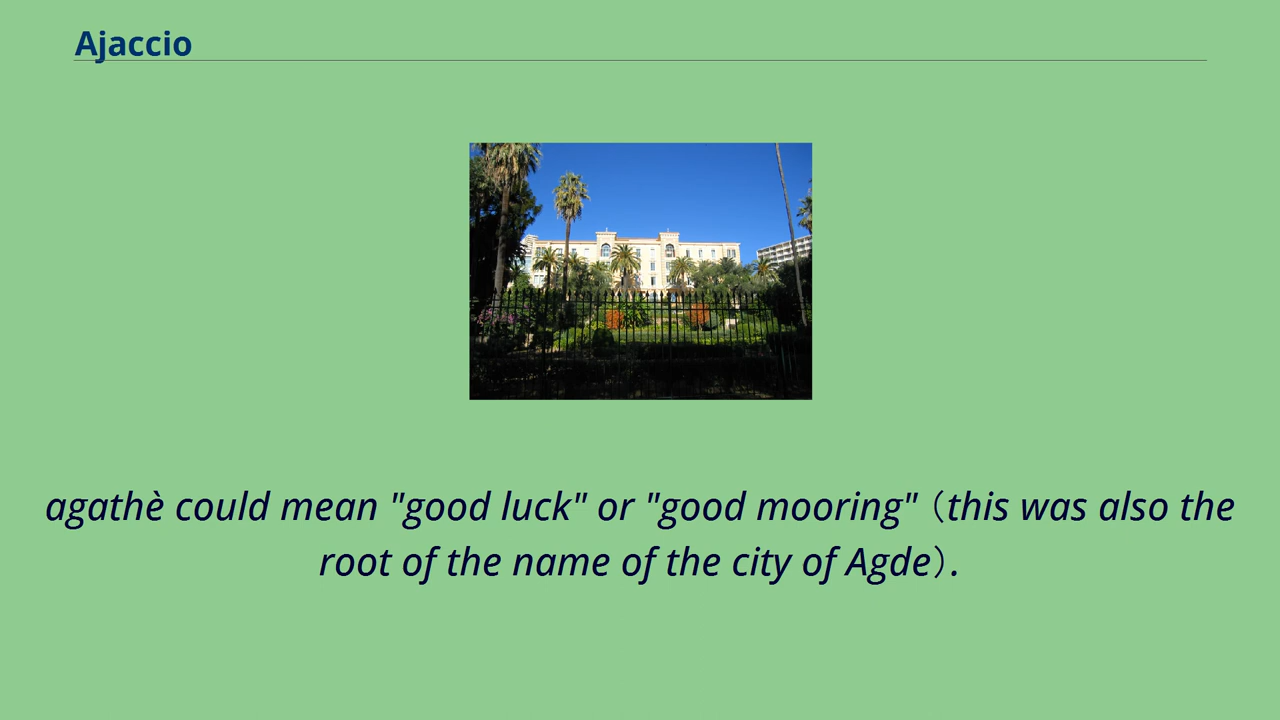 Ajaccio
agathè could mean "good luck" or "good mooring"（this was also the
root of the name of the city of Agde）.